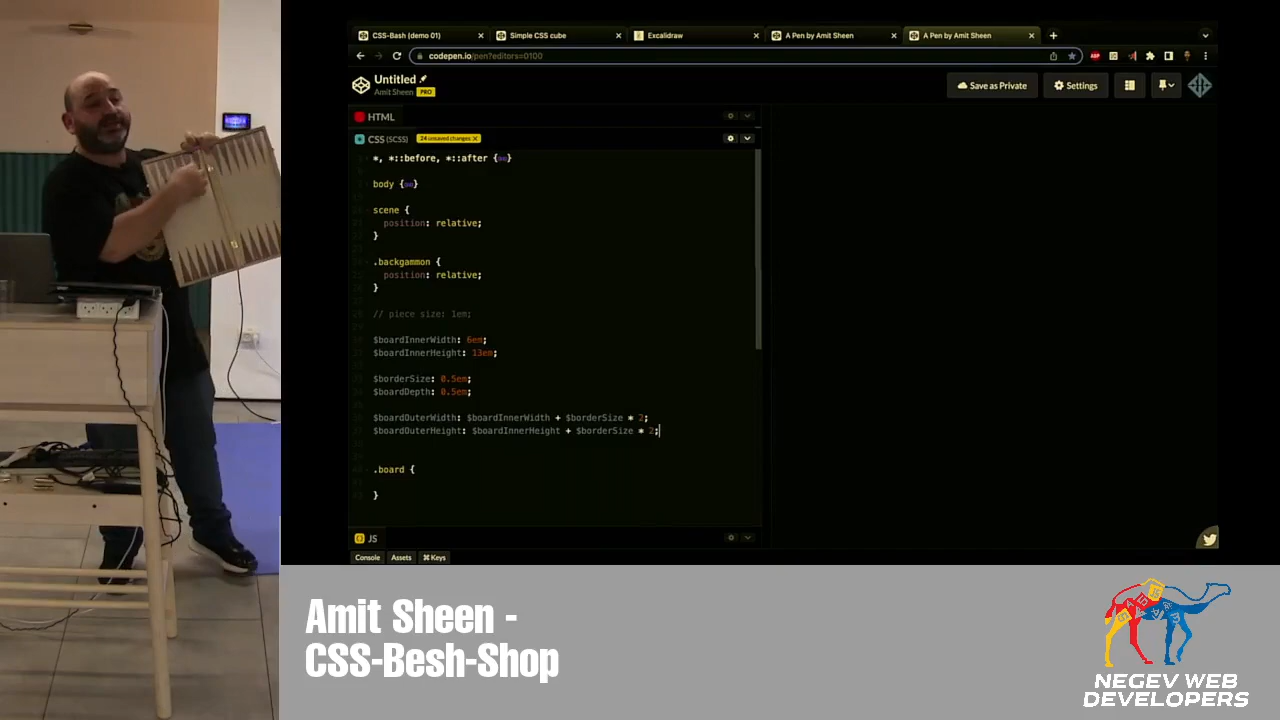 CSS-Bash (demo 01)
Simple CSS cube
Excalidraw
A Pen by Amit Sheen
A Pen by Amit Sheen
codepen.io/pen?editors=0100
Untitled
Amit Sheen PRO
Save as Private
Settings
HTML
CSS (SCSS)
24 unsaved changes X
*, *::before, *::after {}
body {}
scene {
position: relative;
}
.backgammon {
position: relative;
}
// piece size: 1em;
$boardInnerWidth: 6em;
$boardInnerHeight: 13em;
$borderSize: 0.5em;
$boardDepth: 0.5em;
$boardOuterWidth: $boardInnerWidth + $borderSize * 2;
$boardOuterHeight: $boardInnerHeight + $borderSize * 2;
.board {
}
JS
Console
Assets
⌘ Keys
Amit Sheen -
CSS-Besh-Shop
NEGEV WEB
DEVELOPERS